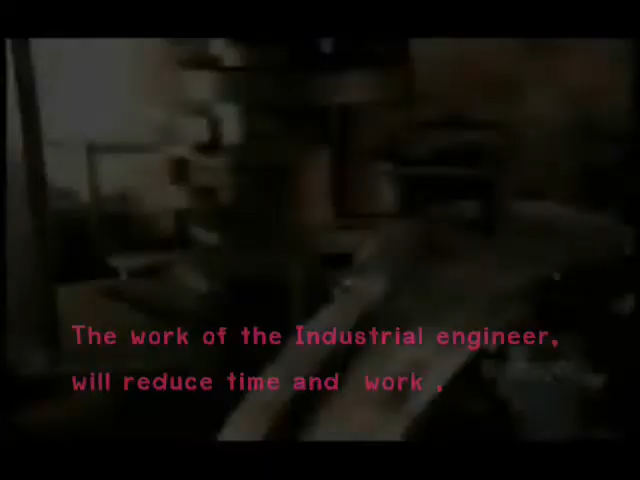 The work of the Industrial engineer,
will reduce time and work ,